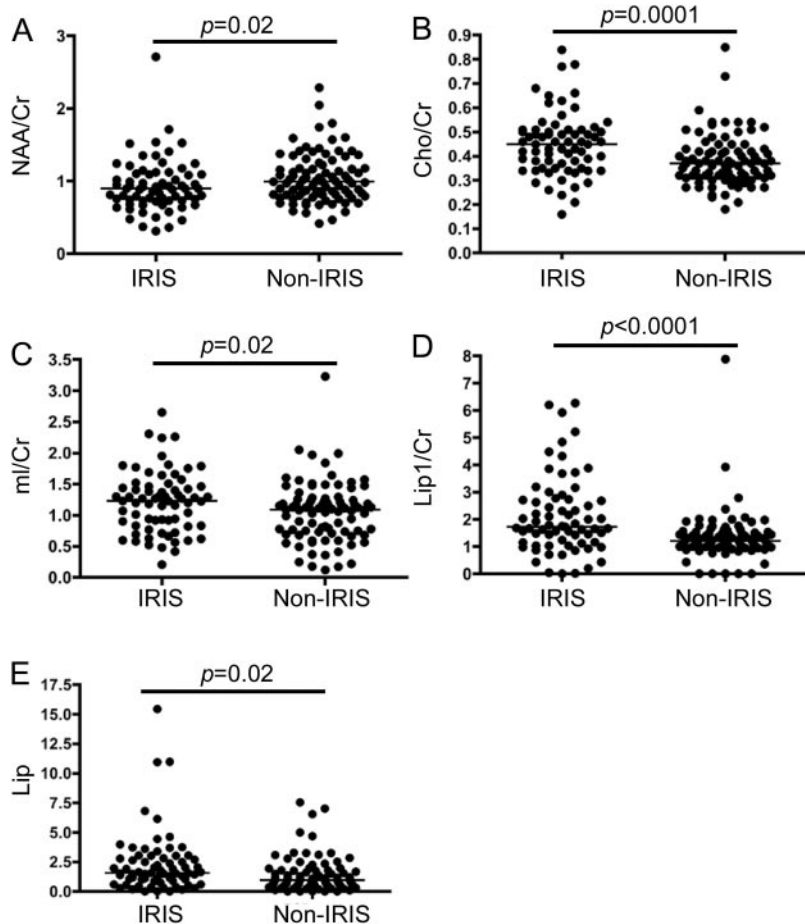 A
p=0.02
NAA/Cr
3
2
1
0
IRIS
Non-IRIS
B
p=0.0001
Cho/Cr
0.9
0.8
0.7
0.6
0.5
0.4
0.3
0.2
0.1
0.0
IRIS
Non-IRIS
C
p=0.02
mI/Cr
3.5
3.0
2.5
2.0
1.5
1.0
0.5
0.0
IRIS
Non-IRIS
D
p<0.0001
Lip1/Cr
8
7
6
5
4
3
2
1
0
IRIS
Non-IRIS
E
p=0.02
Lip
17.5
15.0
12.5
10.0
7.5
5.0
2.5
0.0
IRIS
Non-IRIS